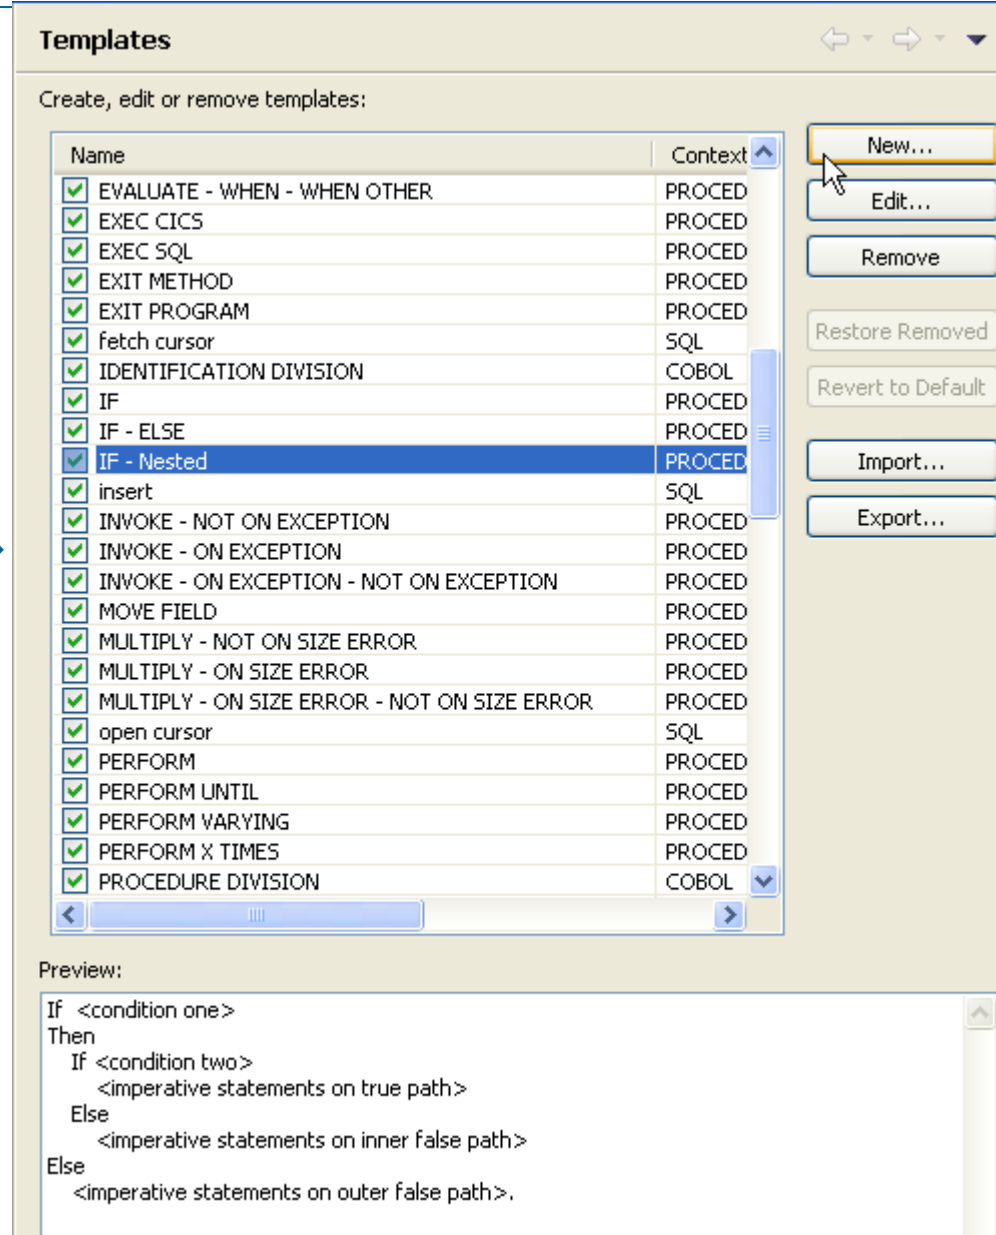 Templates
Create, edit or remove templates:
Name Context
EVALUATE - WHEN - WHEN OTHER PROCED
EXEC CICS PROCED
EXEC SQL PROCED
EXIT METHOD PROCED
EXIT PROGRAM PROCED
fetch cursor SQL
IDENTIFICATION DIVISION COBOL
IF PROCED
IF - ELSE PROCED
IF - Nested PROCED
insert SQL
INVOKE - NOT ON EXCEPTION PROCED
INVOKE - ON EXCEPTION PROCED
INVOKE - ON EXCEPTION - NOT ON EXCEPTION PROCED
MOVE FIELD PROCED
MULTIPLY - NOT ON SIZE ERROR PROCED
MULTIPLY - ON SIZE ERROR PROCED
MULTIPLY - ON SIZE ERROR - NOT ON SIZE ERROR PROCED
open cursor SQL
PERFORM PROCED
PERFORM UNTIL PROCED
PERFORM VARYING PROCED
PERFORM X TIMES PROCED
PROCEDURE DIVISION COBOL
New...
Edit...
Remove
Restore Removed
Revert to Default
Import...
Export...
Preview:
If <condition one>
Then
If <condition two>
<imperative statements on true path>
Else
<imperative statements on inner false path>
Else
<imperative statements on outer false path>.